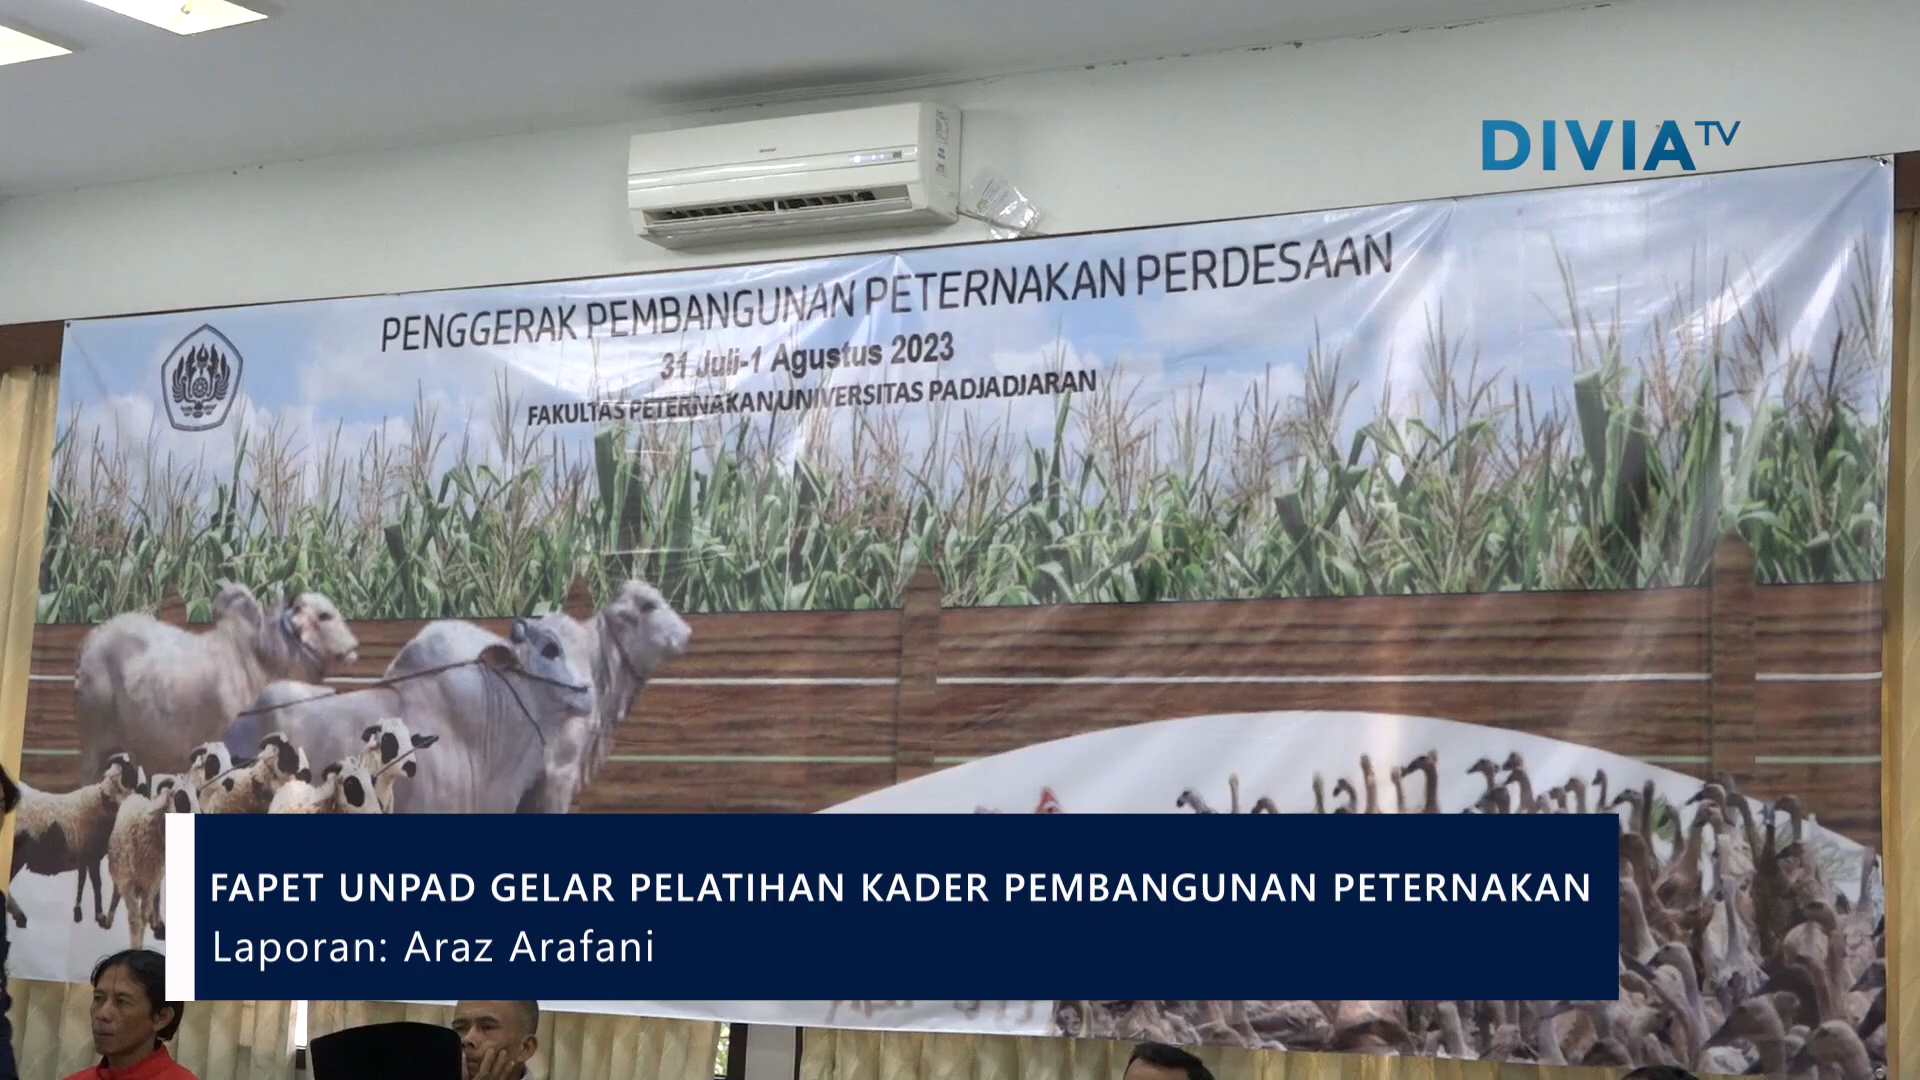 DIVIA TV
PENGGERAK PEMBANGUNAN PETERNAKAN PERDESAAN
31 Juli-1 Agustus 2023
FAKULTAS PETERNAKAN UNIVERSITAS PADJADJARAN
FAPET UNPAD GELAR PELATIHAN KADER PEMBANGUNAN PETERNAKAN
Laporan: Araz Arafani